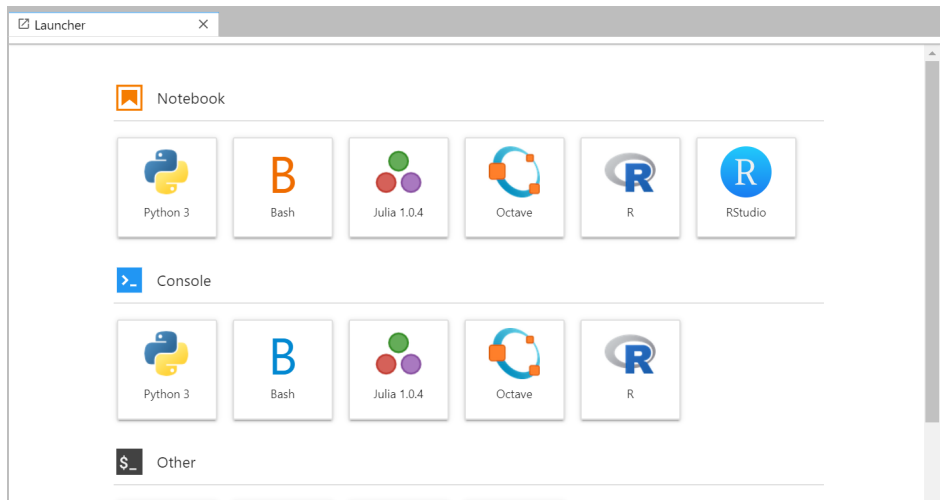 Launcher
Notebook
Python 3
B
Bash
Julia 1.0.4
Octave
R
R
R
RStudio
Console
Python 3
B
Bash
Julia 1.0.4
Octave
R
R
$_ Other